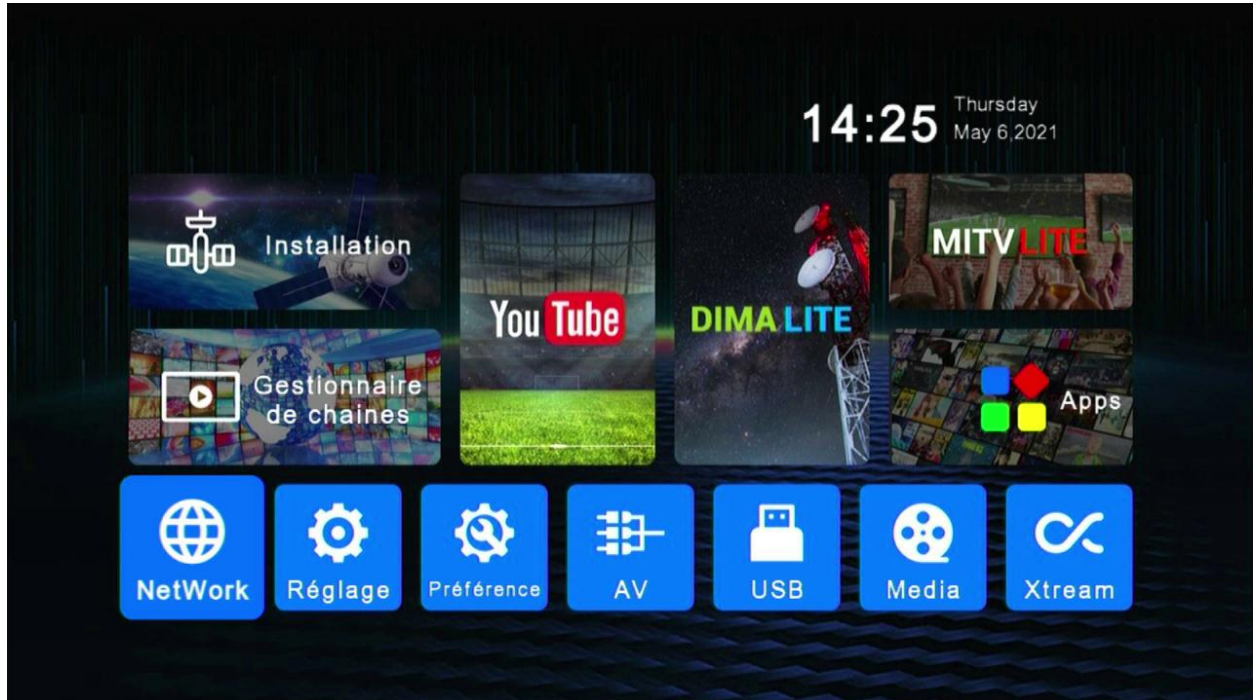 14:25
Thursday
May 6,2021
Installation
Gestionnaire
de chaines
You Tube
DIMA LITE
MITV LITE
Apps
NetWork
Réglage
Préférence
AV
USB
Media
Xtream